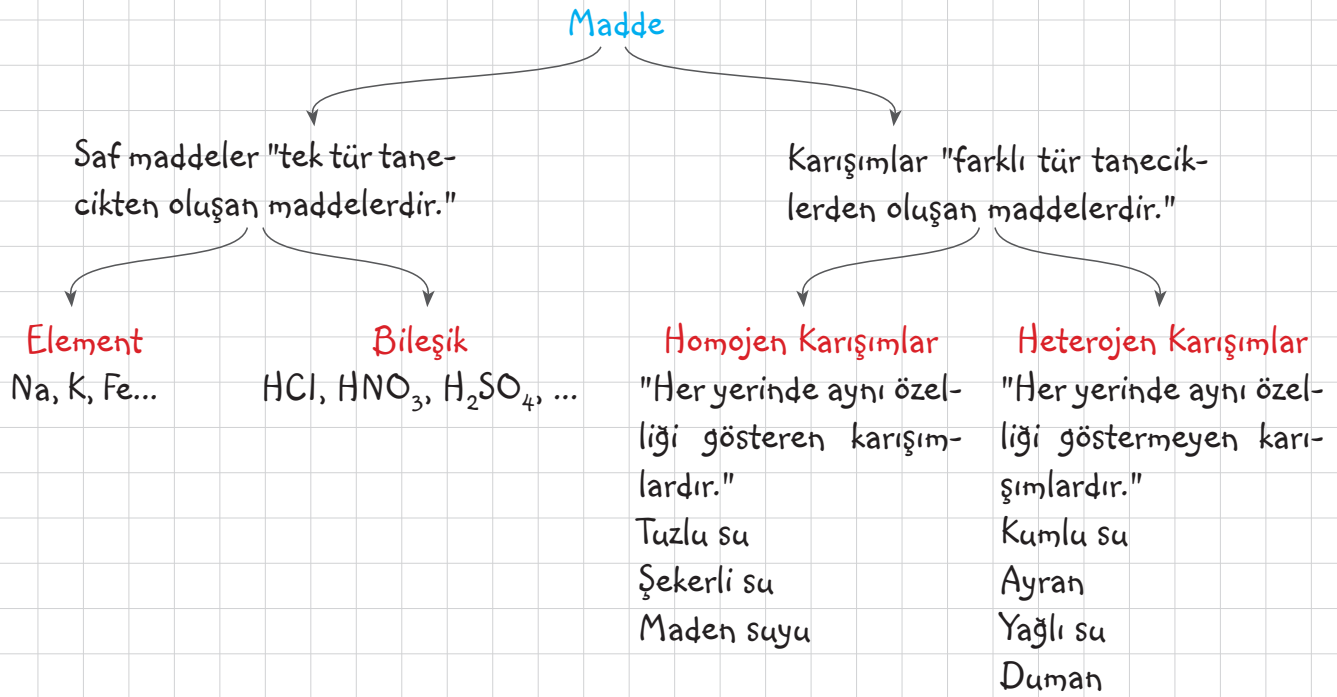 Madde
Saf maddeler "tek tür tane-
cikten oluşan maddelerdir."
Karışımlar "farklı tür tanecik-
lerden oluşan maddelerdir."
Element
Na, K, Fe...
Bileşik
HCl, HNO₃, H₂SO₄, ...
Homojen Karışımlar
"Her yerinde aynı özel-
liği gösteren karışım-
lardır."
Tuzlu su
Şekerli su
Maden suyu
Heterojen Karışımlar
"Her yerinde aynı özel-
liği göstermeyen karı-
şımlardır."
Kumlu su
Ayran
Yağlı su
Duman